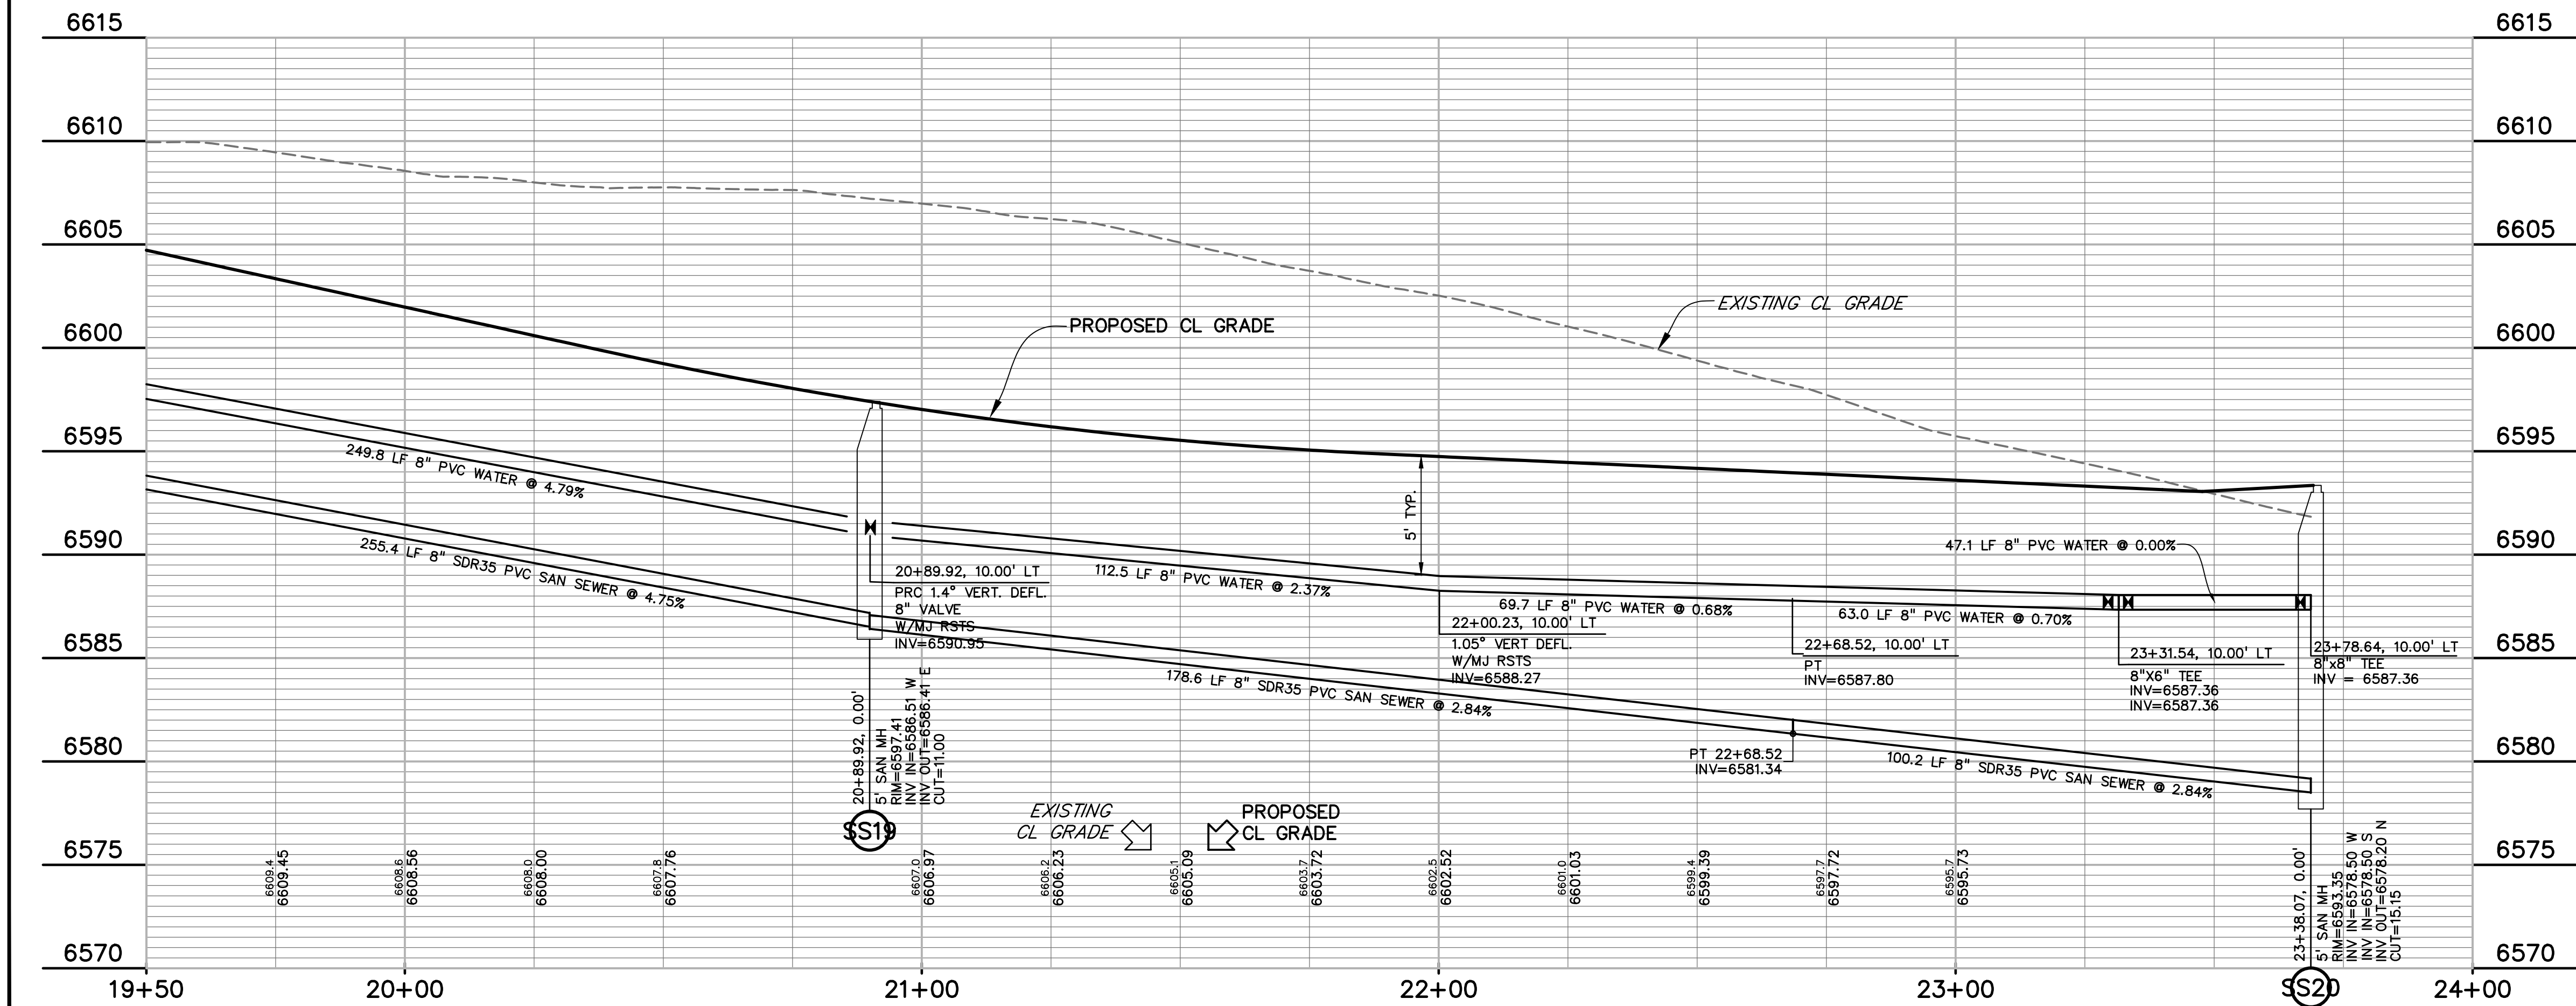 6615
6610
6605
6600
6595
6590
6585
6580
6575
6570
6615
6610
6605
6600
6595
6590
6585
6580
6575
6570
EXISTING CL GRADE
PROPOSED CL GRADE
249.8 LF 8" PVC WATER @ 4.79%
255.4 LF 8" SDR35 PVC SAN SEWER @ 4.75%
5' TYP.
47.1 LF 8" PVC WATER @ 0.00%
112.5 LF 8" PVC WATER @ 2.37%
69.7 LF 8" PVC WATER @ 0.68%
63.0 LF 8" PVC WATER @ 0.70%
20+89.92, 10.00' LT
PRC 1.4° VERT. DEFL.
8" VALVE
W/MJ RSTS
INV=6590.95
22+00.23, 10.00' LT
1.05° VERT DEFL.
W/MJ RSTS
INV=6588.27
22+68.52, 10.00' LT
PT
INV=6587.80
23+31.54, 10.00' LT
8"X6" TEE
INV=6587.36
INV=6587.36
23+78.64, 10.00' LT
8"x8" TEE
INV = 6587.36
178.6 LF 8" SDR35 PVC SAN SEWER @ 2.84%
PT 22+68.52
INV=6581.34
100.2 LF 8" SDR35 PVC SAN SEWER @ 2.84%
20+89.92, 0.00'
5' SAN MH
RIM=6597.41
INV IN=6586.51 W
INV OUT=6586.41 E
CUT=11.00
SS19
EXISTING
CL GRADE
PROPOSED
CL GRADE
6609.4
6609.45
6608.6
6608.56
6608.0
6608.00
6607.8
6607.76
6607.0
6606.97
6606.2
6606.23
6605.1
6605.09
6603.7
6603.72
6602.5
6602.52
6601.0
6601.03
6599.4
6599.39
6597.7
6597.72
6595.7
6595.73
23+38.07, 0.00'
5' SAN MH
RIM=6593.35
INV IN=6578.50 W
INV IN=6578.50 S
INV OUT=6578.20 N
CUT=15.15
SS20
19+50
20+00
21+00
22+00
23+00
24+00